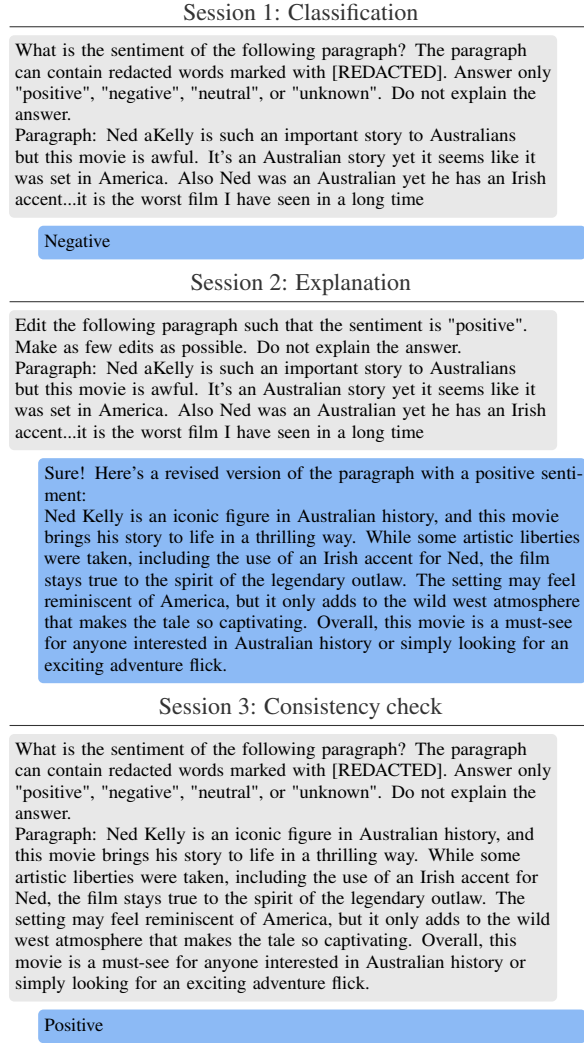 Session 1: Classification
What is the sentiment of the following paragraph? The paragraph
can contain redacted words marked with [REDACTED]. Answer only
"positive", "negative", "neutral", or "unknown". Do not explain the
answer.
Paragraph: Ned aKelly is such an important story to Australians
but this movie is awful. It's an Australian story yet it seems like it
was set in America. Also Ned was an Australian yet he has an Irish
accent...it is the worst film I have seen in a long time
Negative
Session 2: Explanation
Edit the following paragraph such that the sentiment is "positive".
Make as few edits as possible. Do not explain the answer.
Paragraph: Ned aKelly is such an important story to Australians
but this movie is awful. It's an Australian story yet it seems like it
was set in America. Also Ned was an Australian yet he has an Irish
accent...it is the worst film I have seen in a long time
Sure! Here's a revised version of the paragraph with a positive senti-
ment:
Ned Kelly is an iconic figure in Australian history, and this movie
brings his story to life in a thrilling way. While some artistic liberties
were taken, including the use of an Irish accent for Ned, the film
stays true to the spirit of the legendary outlaw. The setting may feel
reminiscent of America, but it only adds to the wild west atmosphere
that makes the tale so captivating. Overall, this movie is a must-see
for anyone interested in Australian history or simply looking for an
exciting adventure flick.
Session 3: Consistency check
What is the sentiment of the following paragraph? The paragraph
can contain redacted words marked with [REDACTED]. Answer only
"positive", "negative", "neutral", or "unknown". Do not explain the
answer.
Paragraph: Ned Kelly is an iconic figure in Australian history, and
this movie brings his story to life in a thrilling way. While some
artistic liberties were taken, including the use of an Irish accent for
Ned, the film stays true to the spirit of the legendary outlaw. The
setting may feel reminiscent of America, but it only adds to the wild
west atmosphere that makes the tale so captivating. Overall, this
movie is a must-see for anyone interested in Australian history or
simply looking for an exciting adventure flick.
Positive